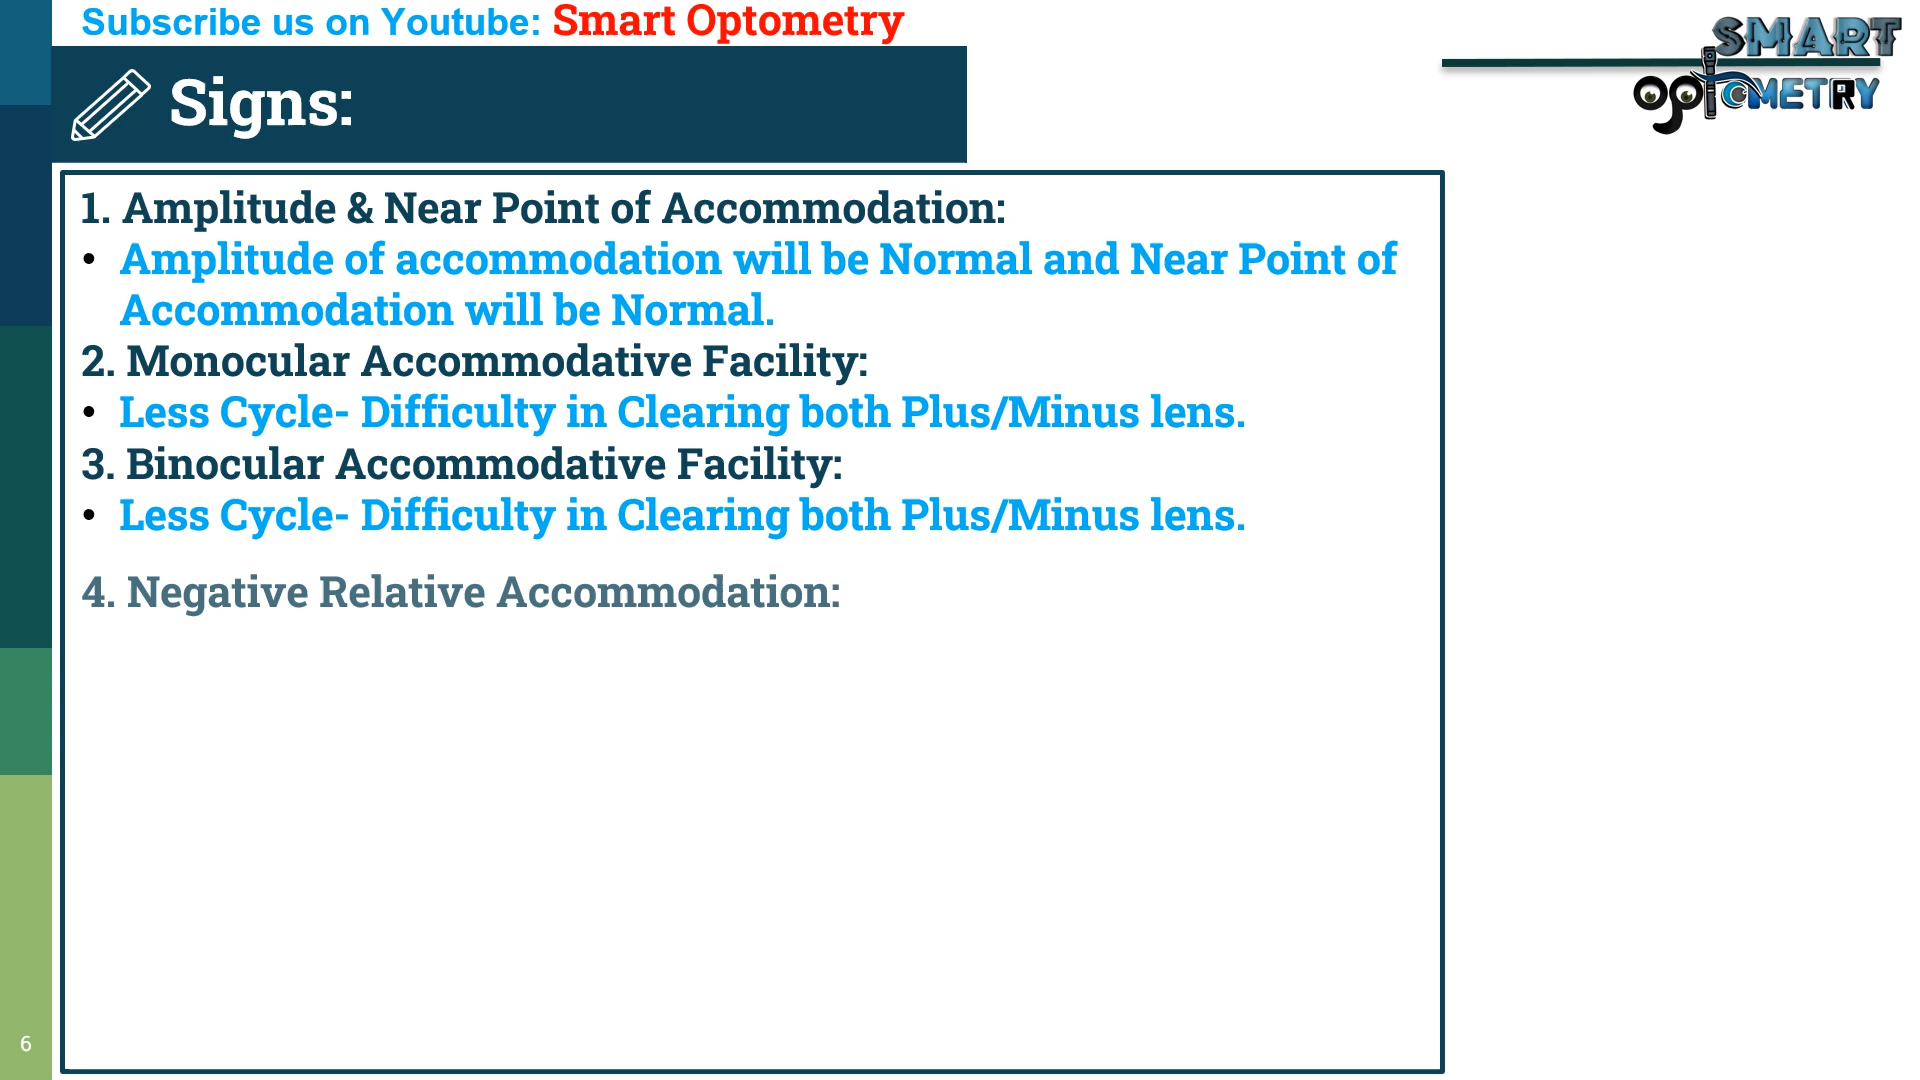 Subscribe us on Youtube: Smart Optometry
SMART
OPTOMETRY
Signs:
1. Amplitude & Near Point of Accommodation:
• Amplitude of accommodation will be Normal and Near Point of
Accommodation will be Normal.
2. Monocular Accommodative Facility:
• Less Cycle- Difficulty in Clearing both Plus/Minus lens.
3. Binocular Accommodative Facility:
• Less Cycle- Difficulty in Clearing both Plus/Minus lens.
4. Negative Relative Accommodation:
6